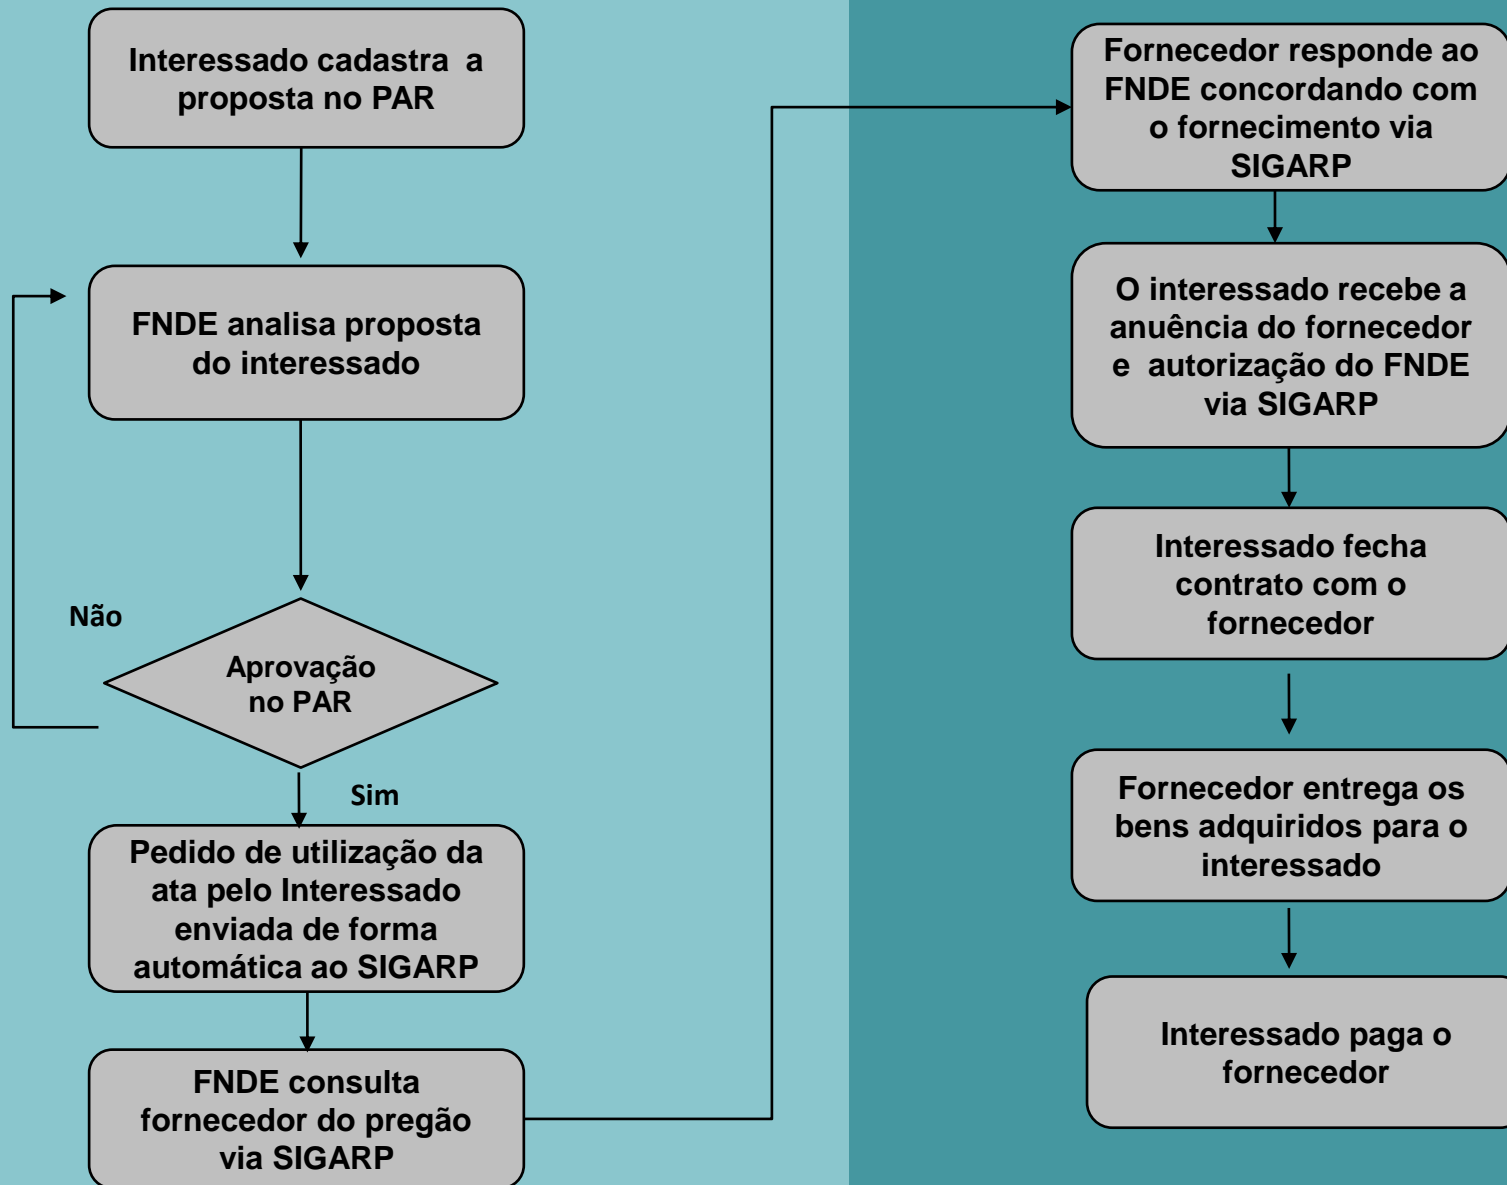 Interessado cadastra a
proposta no PAR
FNDE analisa proposta
do interessado
Não
Aprovação
no PAR
Sim
Pedido de utilização da
ata pelo Interessado
enviada de forma
automática ao SIGARP
FNDE consulta
fornecedor do pregão
via SIGARP
Fornecedor responde ao
FNDE concordando com
o fornecimento via
SIGARP
O interessado recebe a
anuência do fornecedor
e autorização do FNDE
via SIGARP
Interessado fecha
contrato com o
fornecedor
Fornecedor entrega os
bens adquiridos para o
interessado
Interessado paga o
fornecedor